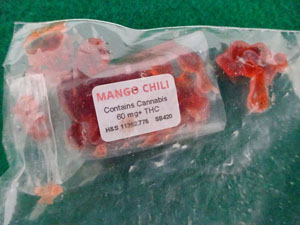 MANGO CHILI
Contains Cannabis
60 mg+ THC
H&S 11362.775 SB420